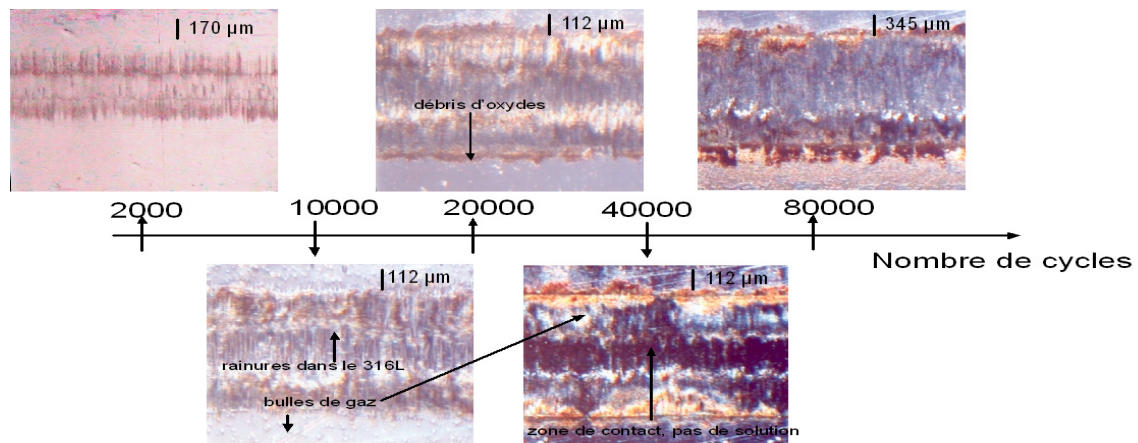 170 µm
112 µm
345 µm
débris d'oxydes
2000
10000
20000
40000
80000
Nombre de cycles
112 µm
112 µm
rainures dans le 316L
bulles de gaz
zone de contact, pas de solution